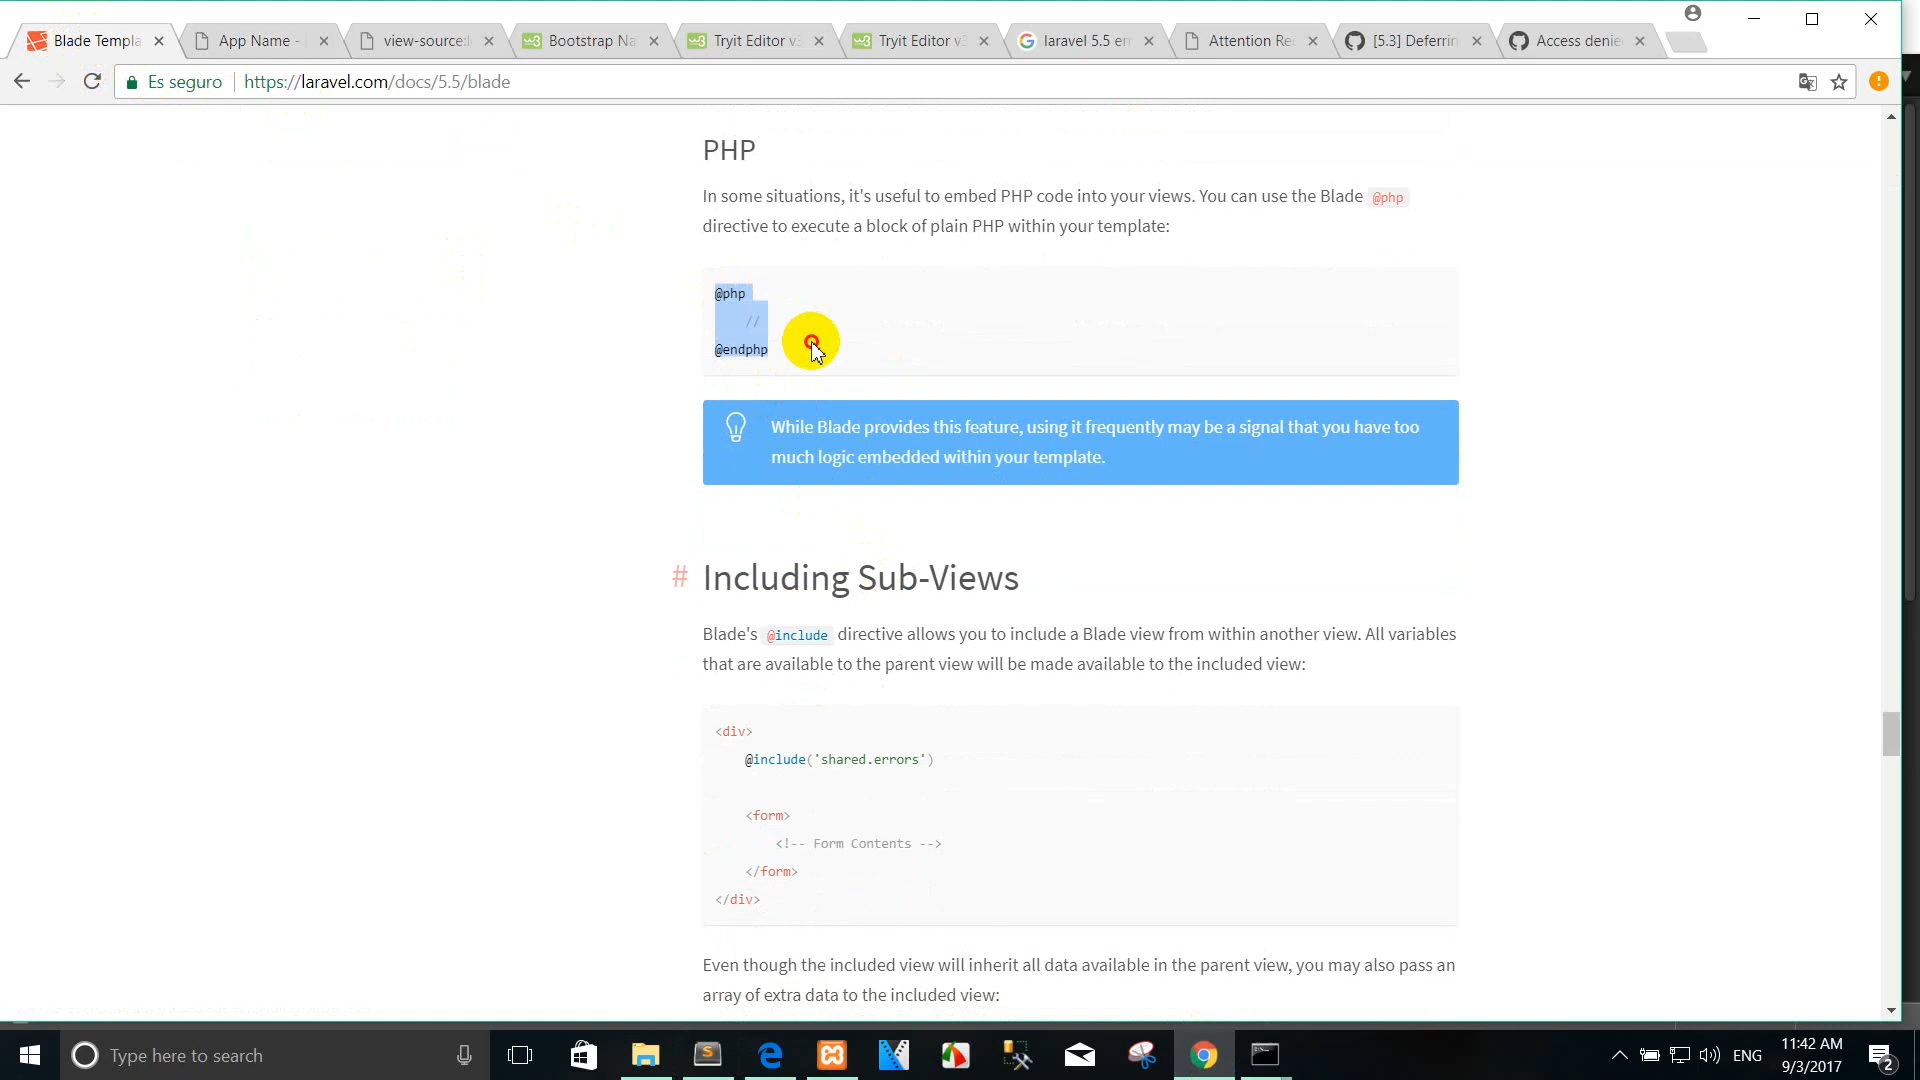 Blade Templa
App Name -
view-source:l
Bootstrap Na
Tryit Editor v3
Tryit Editor v3
laravel 5.5 err
Attention Rec
[5.3] Deferrin
Access denie
Es seguro
https://laravel.com/docs/5.5/blade
PHP
In some situations, it's useful to embed PHP code into your views. You can use the Blade @php
directive to execute a block of plain PHP within your template:
@php
//
@endphp
While Blade provides this feature, using it frequently may be a signal that you have too
much logic embedded within your template.
# Including Sub-Views
Blade's @include directive allows you to include a Blade view from within another view. All variables
that are available to the parent view will be made available to the included view:
<div>
@include('shared.errors')
<form>
<!-- Form Contents -->
</form>
</div>
Even though the included view will inherit all data available in the parent view, you may also pass an
array of extra data to the included view:
Type here to search
ENG
11:42 AM
9/3/2017
2